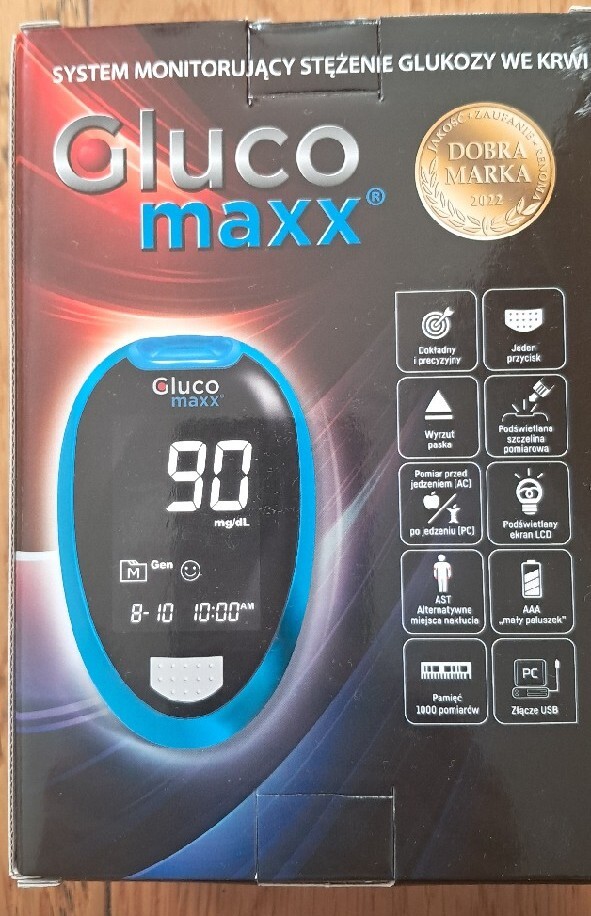 SYSTEM MONITORUJĄCY STĘŻENIE GLUKOZY WE KRWI
Gluco
maxx®
JAKOŚĆ • ZAUFANIE • RENOMA
DOBRA
MARKA
2022
Dokładny
i precyzyjny
Jeden
przycisk
Wyrzut
paska
Podświetlana
szczelina
pomiarowa
Pomiar przed
jedzeniem (AC)
po jedzeniu (PC)
Podświetlany
ekran LCD
AST
Alternatywne
miejsca nakłucia
AAA
„mały paluszek”
Pamięć
1000 pomiarów
PC
Złącze USB
Gluco
maxx®
90
mg/dL
M Gen
8-10 10:00 AM